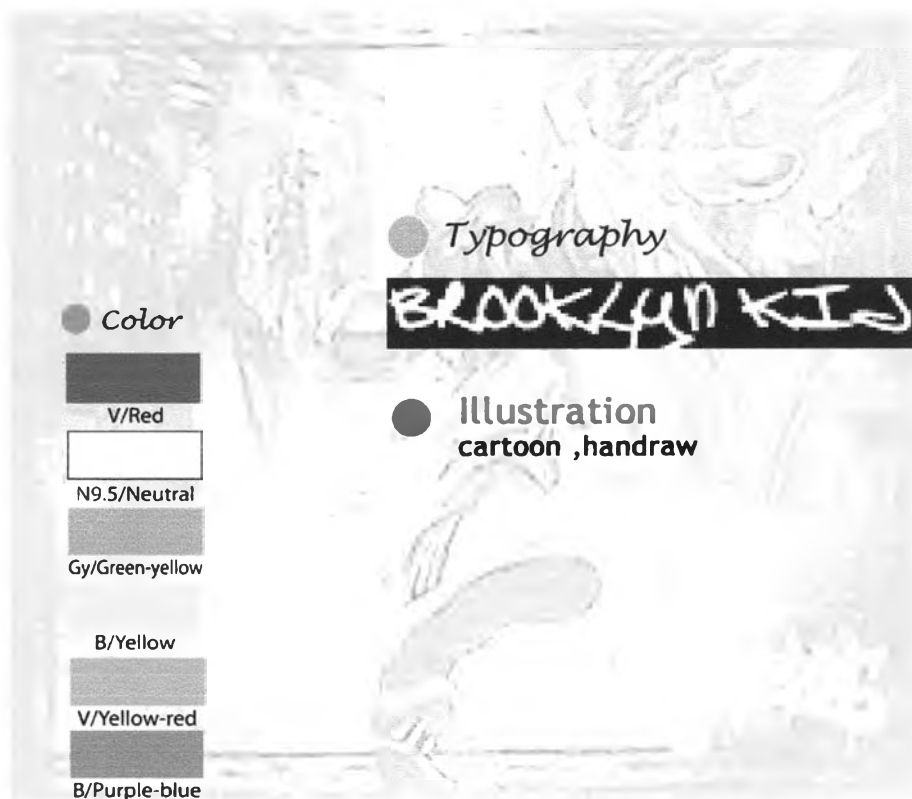 Typography
BROOKLYN KID
Color
V/Red
N9.5/Neutral
Gy/Green-yellow
B/Yellow
V/Yellow-red
B/Purple-blue
Illustration
cartoon ,handraw